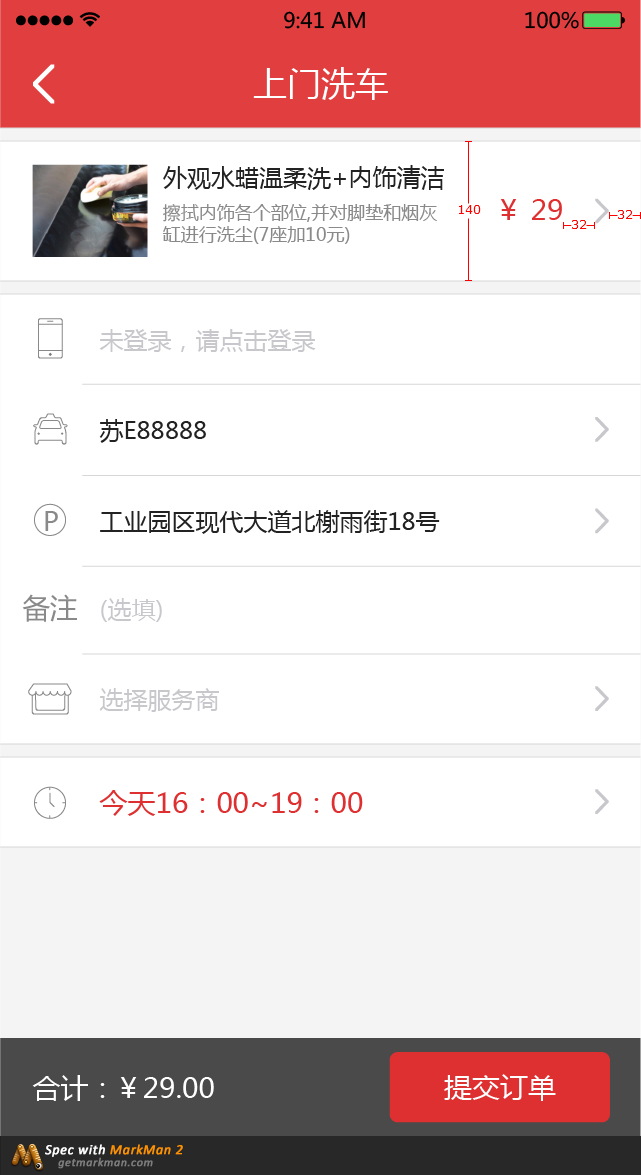 9:41 AM
100%
上门洗车
外观水蜡温柔洗+内饰清洁
擦拭内饰各个部位,并对脚垫和烟灰
缸进行洗尘(7座加10元)
140
¥ 29
32
32
未登录，请点击登录
苏E88888
P
工业园区现代大道北榭雨街18号
备注
(选填)
选择服务商
今天16：00~19：00
合计：¥ 29.00
提交订单
Spec with MarkMan 2
getmarkman.com